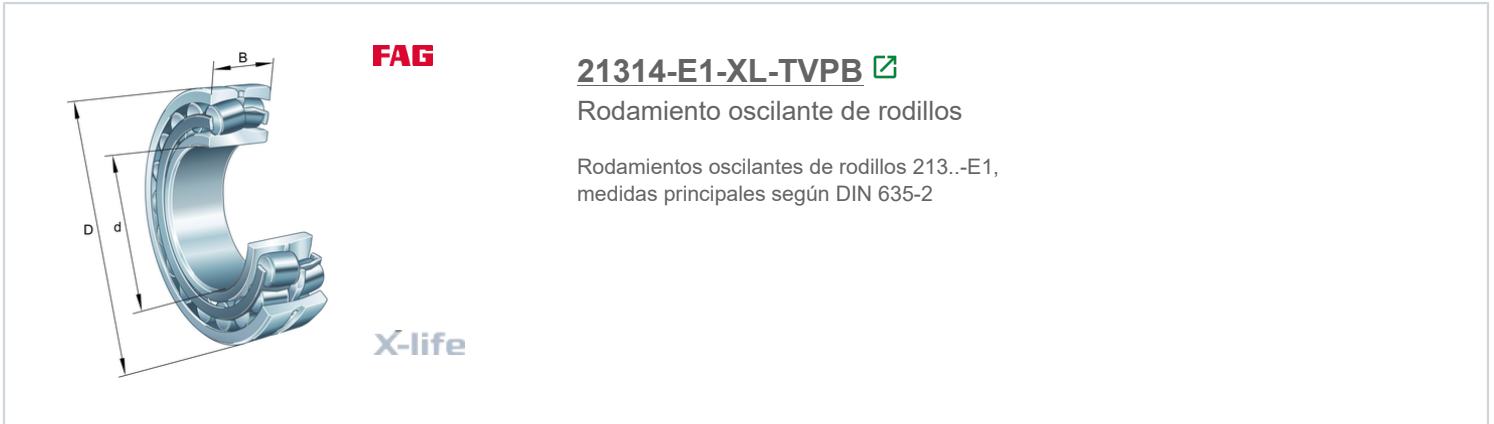 B
D
d
FAG
X-life
21314-E1-XL-TVPB
Rodamiento oscilante de rodillos
Rodamientos oscilantes de rodillos 213..-E1,
medidas principales según DIN 635-2